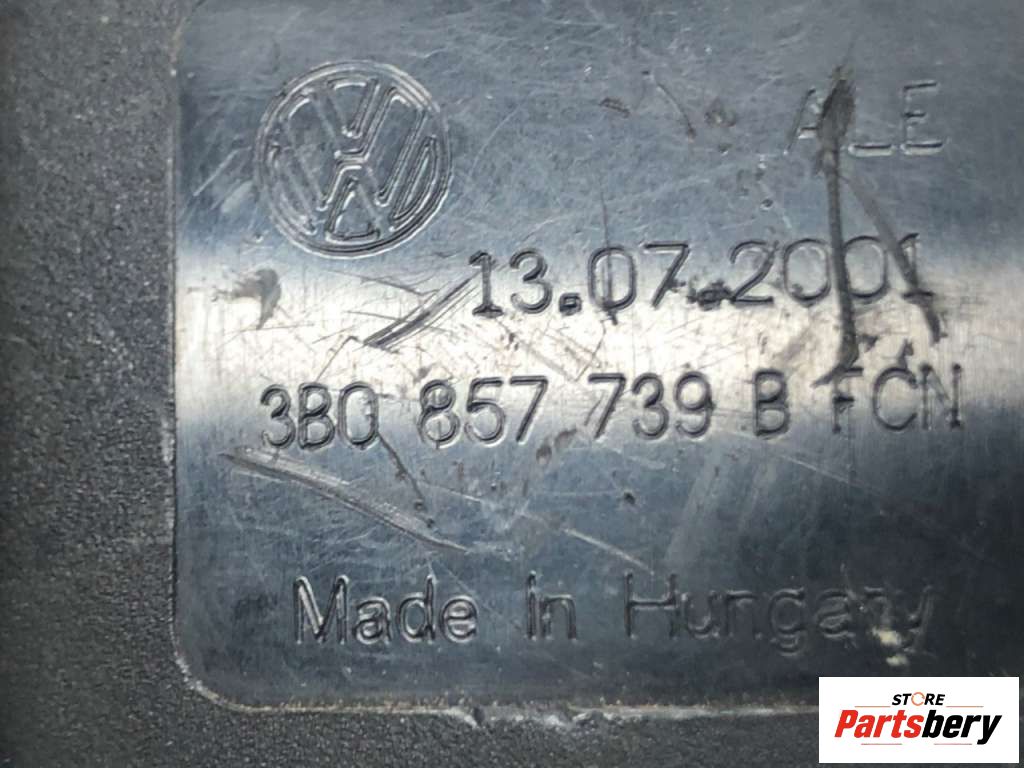 ALE
13.07.2001
3B0 857 739 B FCN
Made in Hungary
STORE
Partsbery